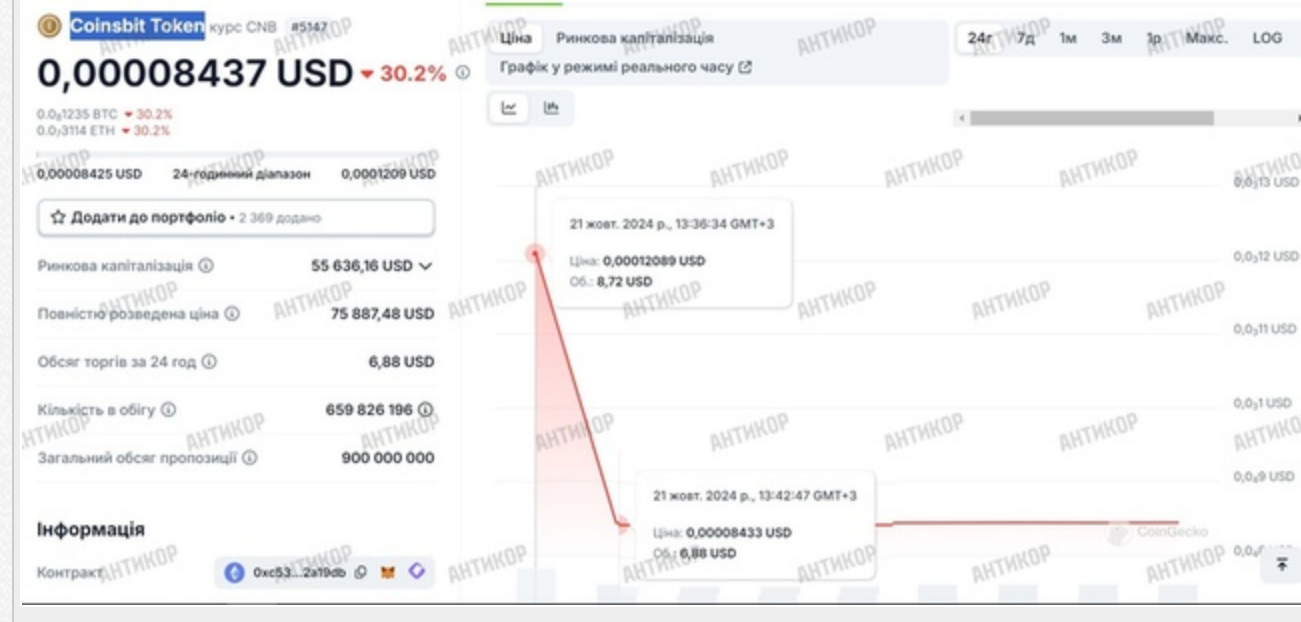 Coinsbit Token курс CNB #5147
0,00008437 USD ▼ 30.2%
0.0₈1235 BTC ▼ 30.2%
0.0₇3114 ETH ▼ 30.2%
0,00008425 USD 24-годинний діапазон 0,0001209 USD
Додати до портфоліо • 2 369 додано
Ринкова капіталізація 55 636,16 USD
Повністю розведена ціна 75 887,48 USD
Обсяг торгів за 24 год 6,88 USD
Кількість в обігу 659 826 196
Загальний обсяг пропозиції 900 000 000
Інформація
Контракт 0xc53...2a19db
Ціна Ринкова капіталізація
Графік у режимі реального часу
24г 7д 1м 3м 1р Макс. LOG
21 жовт. 2024 р., 13:36:34 GMT+3
Ціна: 0,00012089 USD
Об.: 8,72 USD
21 жовт. 2024 р., 13:42:47 GMT+3
Ціна: 0,00008433 USD
Об.: 6,88 USD
0,0₃13 USD
0,0₃12 USD
0,0₃11 USD
0,0₃1 USD
0,0₄9 USD
CoinGecko
АНТИКОР